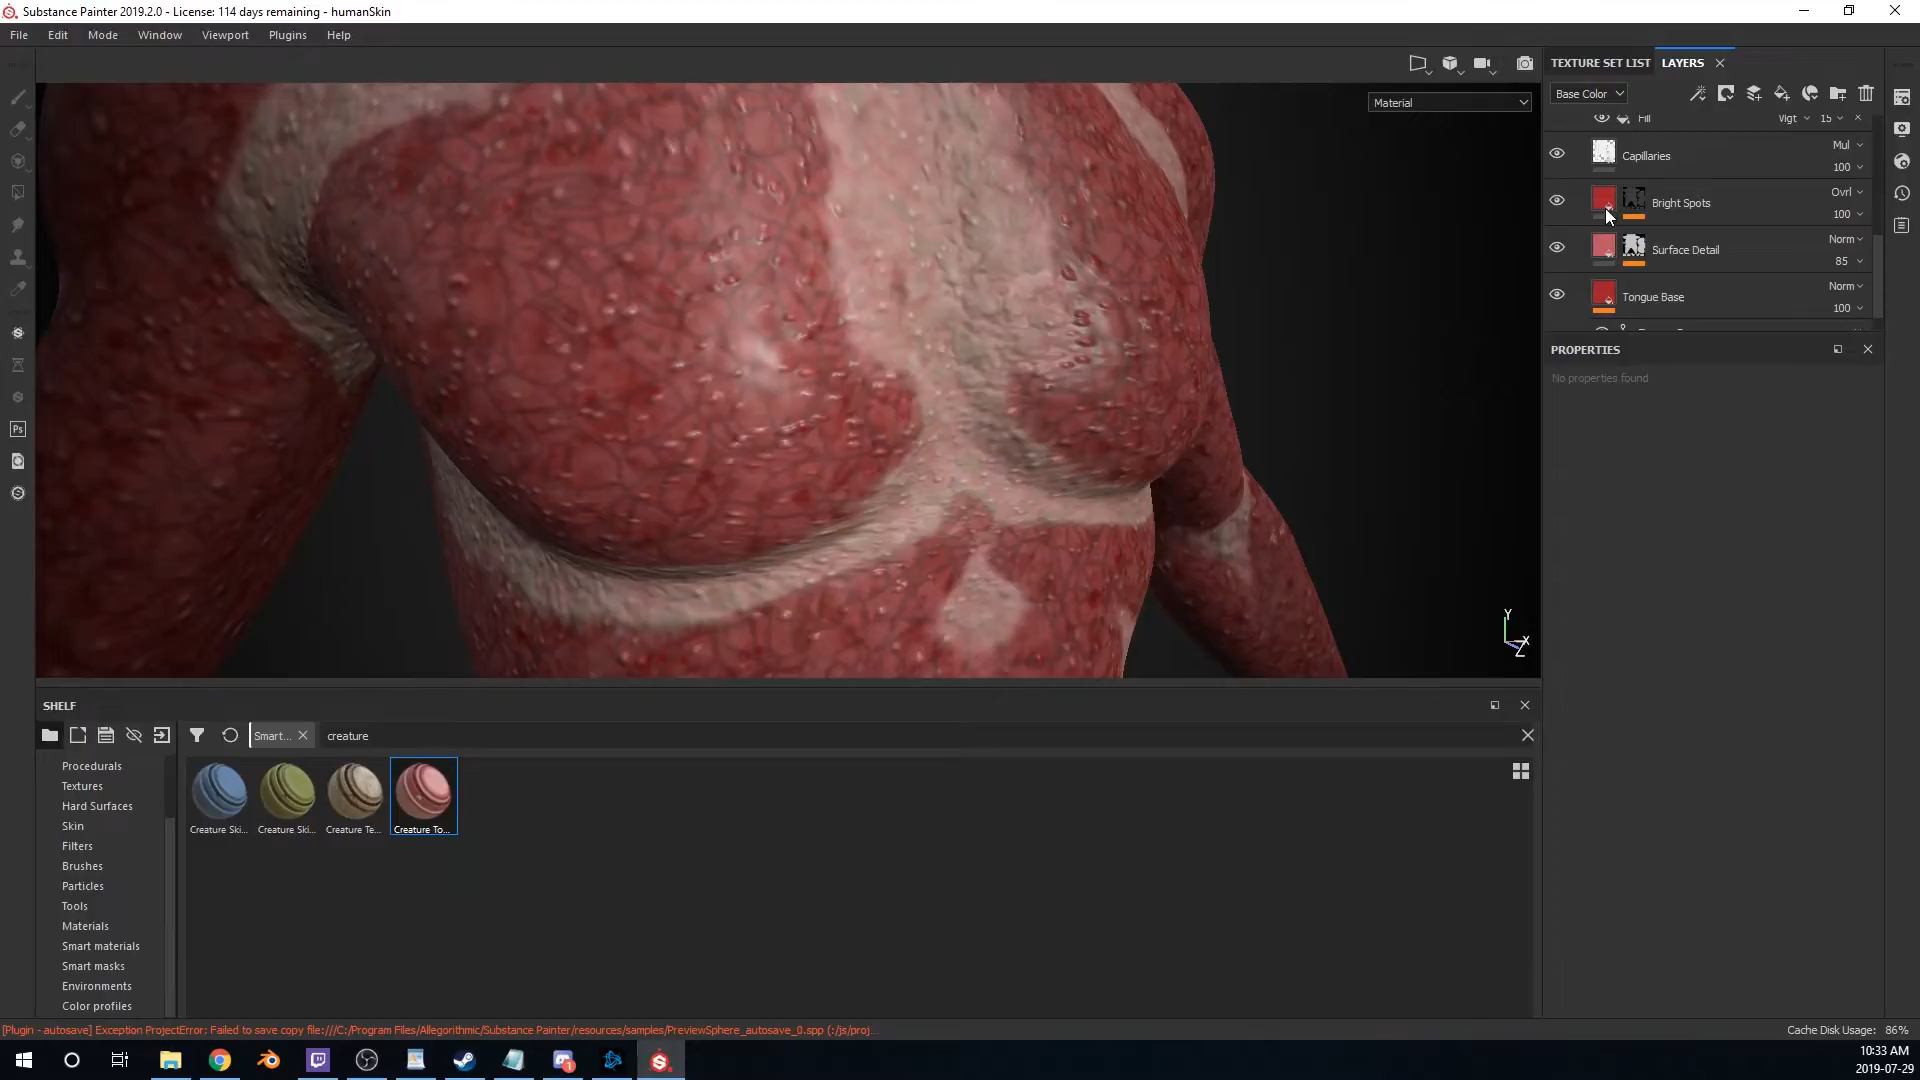 Substance Painter 2019.2.0 - License: 114 days remaining - humanSkin
File Edit Mode Window Viewport Plugins Help
TEXTURE SET LIST LAYERS
Base Color
Material
Fill Vlgt 15
Capillaries Mul 100
Bright Spots Ovrl 100
Surface Detail Norm 85
Tongue Base Norm 100
PROPERTIES
No properties found
Y
X
Z
SHELF
Smart... creature
Procedurals
Textures
Hard Surfaces
Skin
Filters
Brushes
Particles
Tools
Materials
Smart materials
Smart masks
Environments
Color profiles
Creature Ski... Creature Ski... Creature Te... Creature To...
Ps
[Plugin - autosave] Exception ProjectError: Failed to save copy file:///C:/Program Files/Allegorithmic/Substance Painter/resources/samples/PreviewSphere_autosave_0.spp (:/js/proj...
Cache Disk Usage: 86%
1
10:33 AM
2019-07-29